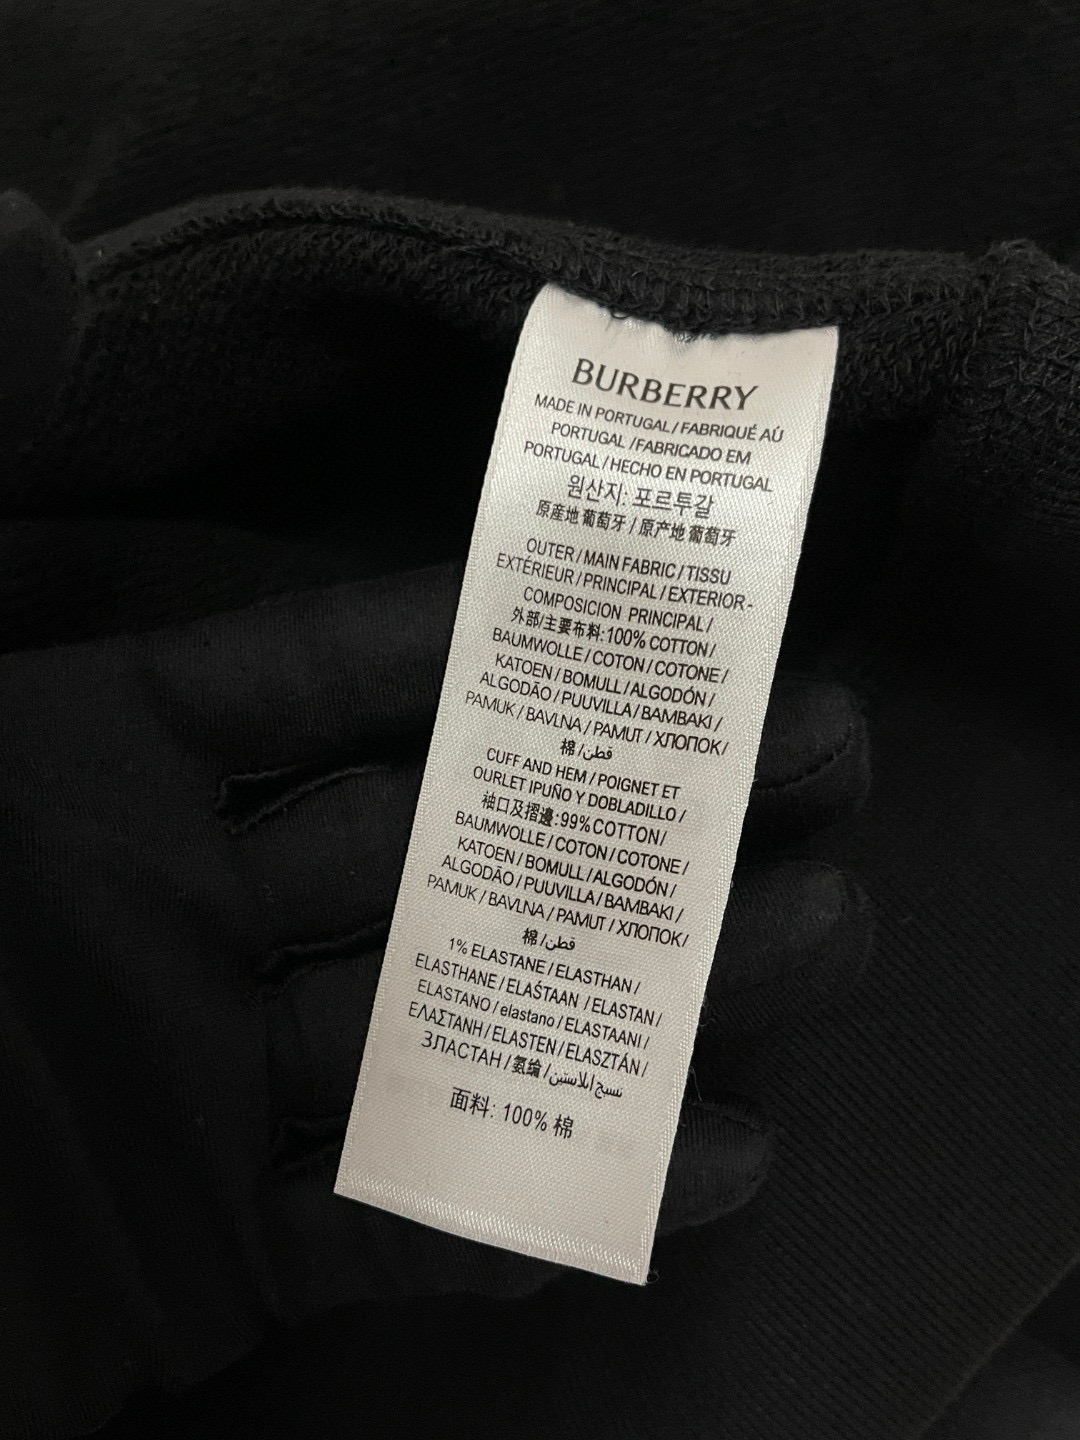 BURBERRY
MADE IN PORTUGAL/FABRIQUÉ AÚ
PORTUGAL/FABRICADO EM
PORTUGAL/HECHO EN PORTUGAL
원산지: 포르투갈
原産地葡萄牙/原产地葡萄牙
OUTER/MAIN FABRIC/TISSU
EXTÉRIEUR/PRINCIPAL/EXTERIOR-
COMPOSICION PRINCIPAL/
外部/主要布料:100% COTTON/
BAUMWOLLE/COTON/COTONE/
KATOEN/BOMULL/ALGODÓN/
ALGODÃO/PUUVILLA/BAMBAKI/
PAMUK/BAVLNA/PAMUT/ХЛОПОК/
棉/قطن
CUFF AND HEM/POIGNET ET
OURLET IPUÑO Y DOBLADILLO/
袖口及摺邊:99%COTTON/
BAUMWOLLE/COTON/COTONE/
KATOEN/BOMULL/ALGODÓN/
ALGODÃO/PUUVILLA/BAMBAKI/
PAMUK/BAVLNA/PAMUT/ХЛОПОК/
棉/قطن
1% ELASTANE/ELASTHAN/
ELASTHANE/ELAŚTAAN/ELASTAN/
ELASTANO/elastano/ELASTAANI/
ΕΛΑΣΤΑΝΗ/ELASTEN/ELASZTÁN/
ЗЛАСТАН/氨纶/نسيج ايلاستين
面料: 100% 棉